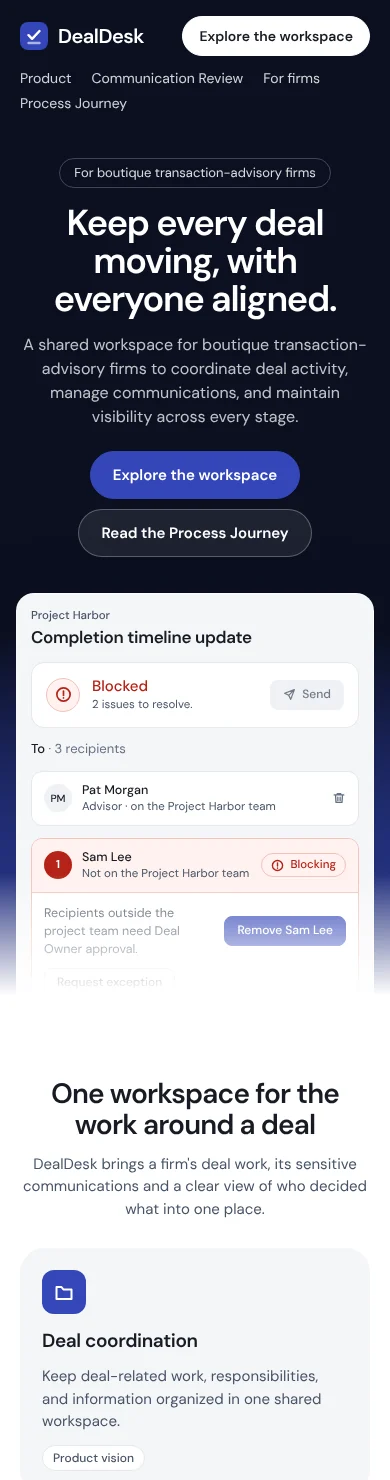 DealDesk
Explore the workspace
Product Communication Review For firms
Process Journey
For boutique transaction-advisory firms
Keep every deal
moving, with
everyone aligned.
A shared workspace for boutique transaction-
advisory firms to coordinate deal activity,
manage communications, and maintain
visibility across every stage.
Explore the workspace
Read the Process Journey
Project Harbor
Completion timeline update
Blocked
2 issues to resolve.
Send
To · 3 recipients
PM
Pat Morgan
Advisor · on the Project Harbor team
1
Sam Lee
Not on the Project Harbor team
Blocking
Recipients outside the
project team need Deal
Owner approval.
Remove Sam Lee
Request exception
One workspace for the
work around a deal
DealDesk brings a firm's deal work, its sensitive
communications and a clear view of who decided
what into one place.
Deal coordination
Keep deal-related work, responsibilities,
and information organized in one shared
workspace.
Product vision